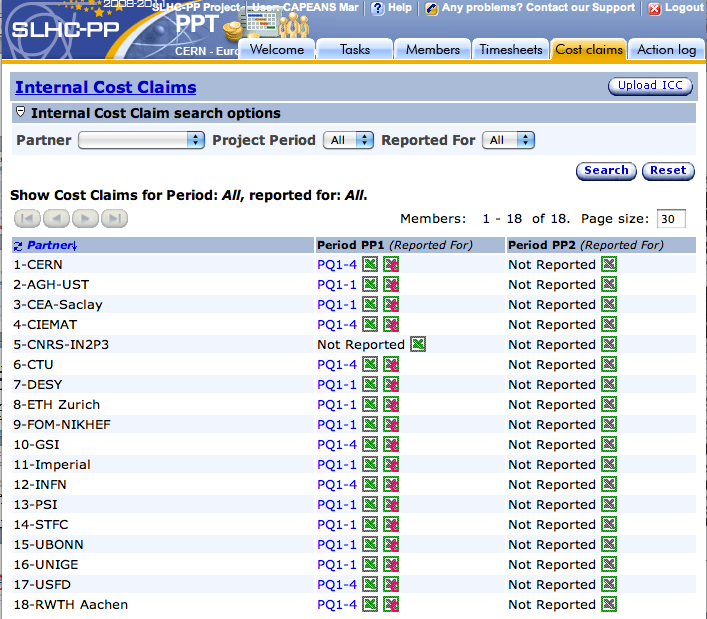 2008-20
SLHC-PP Project - User: CAPEANS Mar | Help | Any problems? Contact our Support | Logout
SLHC-PP
PPT
CERN - Euro
Welcome Tasks Members Timesheets Cost claims Action log
Internal Cost Claims
Upload ICC
Internal Cost Claim search options
Partner Project Period All Reported For All
Search Reset
Show Cost Claims for Period: All, reported for: All.
Members: 1 - 18 of 18. Page size: 30
Partner Period PP1 (Reported For) Period PP2 (Reported For)
1-CERN PQ1-4 Not Reported
2-AGH-UST PQ1-1 Not Reported
3-CEA-Saclay PQ1-1 Not Reported
4-CIEMAT PQ1-4 Not Reported
5-CNRS-IN2P3 Not Reported Not Reported
6-CTU PQ1-4 Not Reported
7-DESY PQ1-1 Not Reported
8-ETH Zurich PQ1-1 Not Reported
9-FOM-NIKHEF PQ1-1 Not Reported
10-GSI PQ1-4 Not Reported
11-Imperial PQ1-1 Not Reported
12-INFN PQ1-4 Not Reported
13-PSI PQ1-1 Not Reported
14-STFC PQ1-1 Not Reported
15-UBONN PQ1-1 Not Reported
16-UNIGE PQ1-1 Not Reported
17-USFD PQ1-4 Not Reported
18-RWTH Aachen PQ1-4 Not Reported